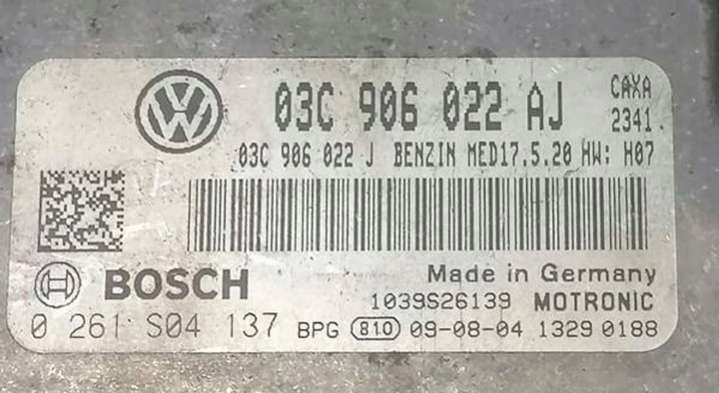 03C 906 022 AJ CAXA
2341
03C 906 022 J BENZIN MED17.5.20 HW: H07
BOSCH Made in Germany
1039S26139 MOTRONIC
0 261 S04 137 BPG 810 09-08-04 1329 0188